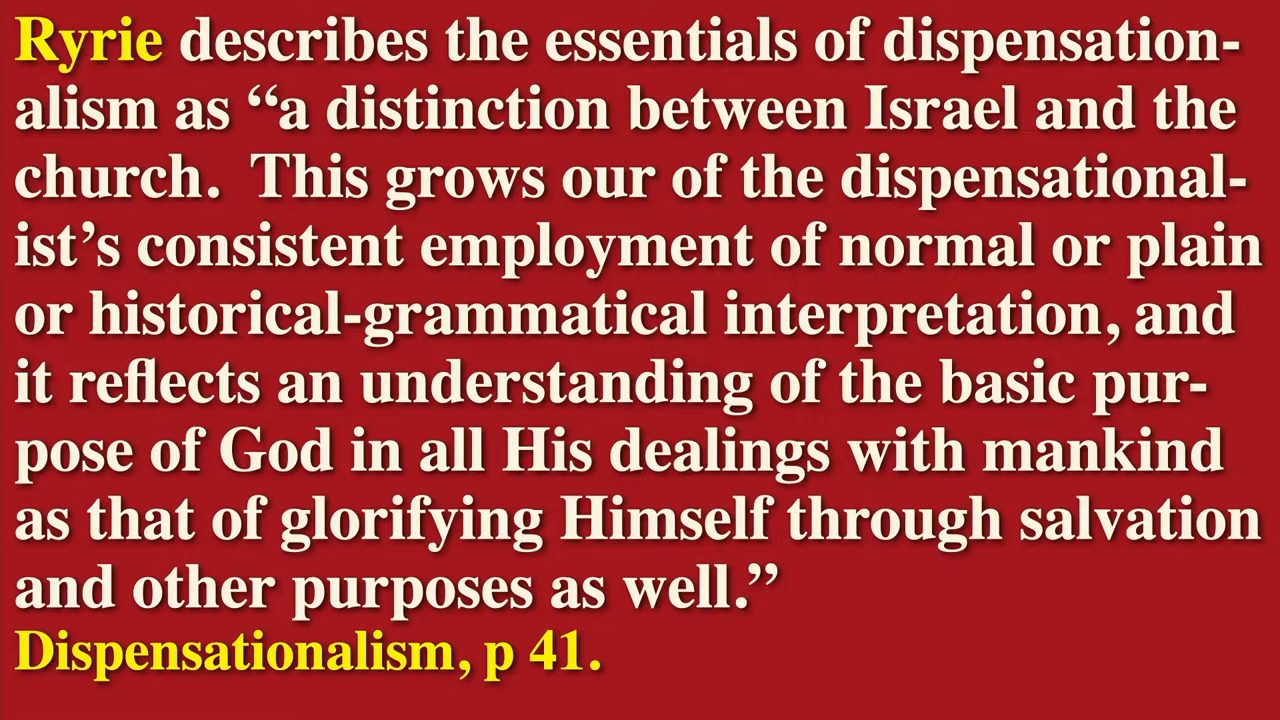 Ryrie describes the essentials of dispensation-
alism as “a distinction between Israel and the
church.  This grows our of the dispensational-
ist’s consistent employment of normal or plain
or historical-grammatical interpretation, and
it reflects an understanding of the basic pur-
pose of God in all His dealings with mankind
as that of glorifying Himself through salvation
and other purposes as well.”
Dispensationalism, p 41.